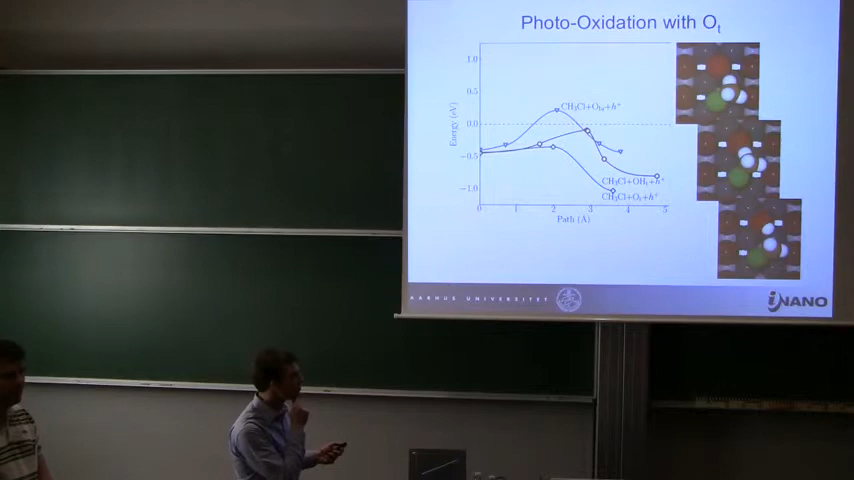 Photo-Oxidation with Oₜ
1.0
0.5
0.0
−0.5
−1.0
Energy (eV)
CH₃Cl+O_br+h⁺
CH₃Cl+OHₜ+h⁺
CH₃Cl+Oₜ+h⁺
0 1 2 3 4 5
Path (Å)
AARHUS UNIVERSITET
iNANO